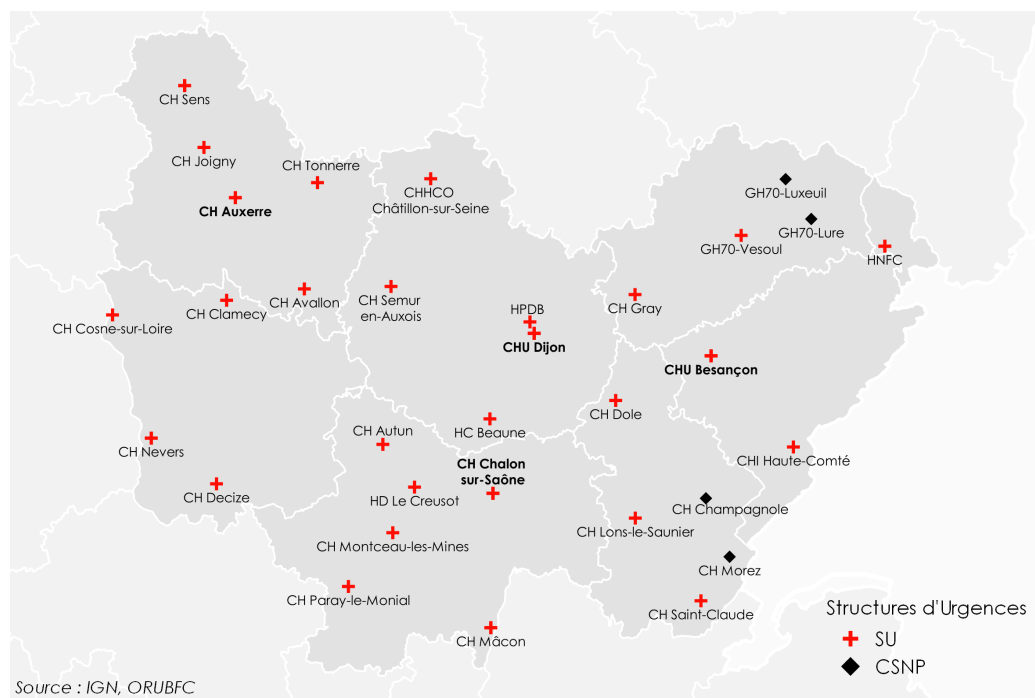 CH Sens
CH Joigny
CH Tonnerre
CH Auxerre
CHHCO
Châtillon-sur-Seine
GH70-Luxeuil
GH70-Lure
GH70-Vesoul
HNFC
CH Avallon
CH Clamecy
CH Cosne-sur-Loire
CH Semur
en-Auxois
HPDB
CHU Dijon
CH Gray
CHU Besançon
CH Dole
HC Beaune
CH Autun
CH Nevers
CH Decize
CH Chalon
sur-Saône
HD Le Creusot
CHI Haute-Comté
CH Champagnole
CH Lons-le-Saunier
CH Montceau-les-Mines
CH Morez
CH Paray-le-Monial
CH Saint-Claude
CH Mâcon
Structures d'Urgences
SU
CSNP
Source : IGN, ORUBFC